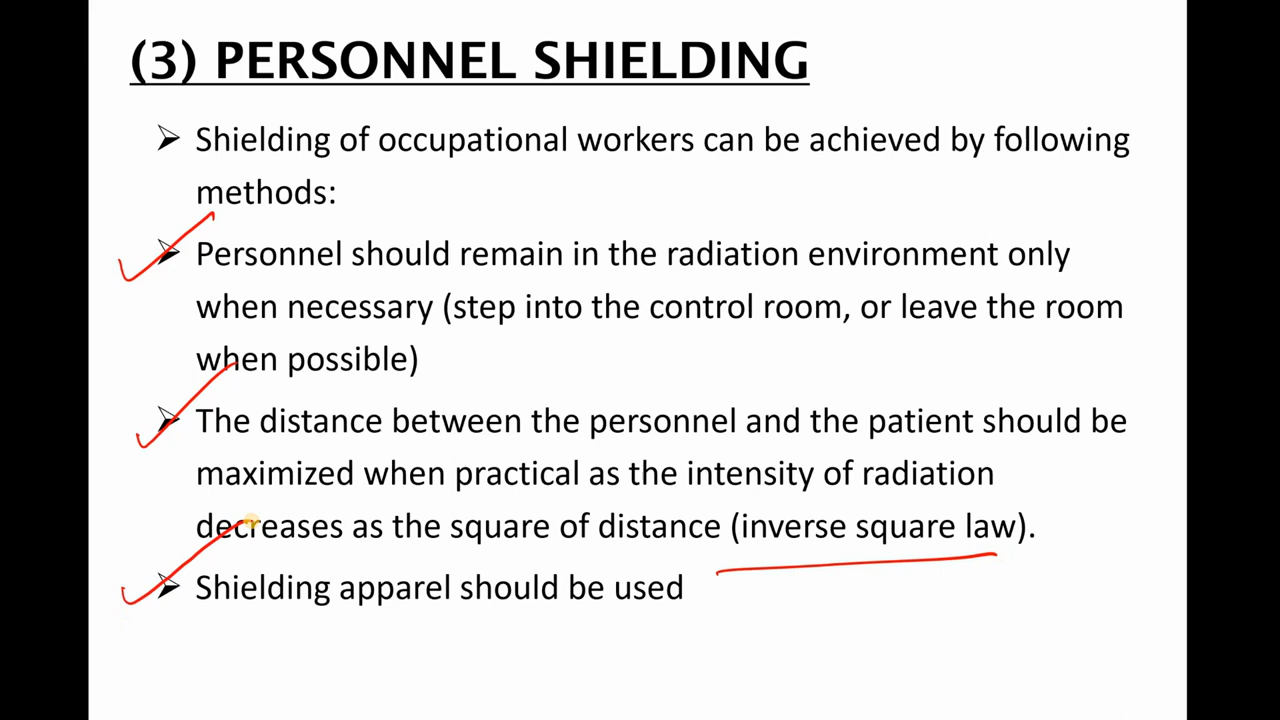 (3) PERSONNEL SHIELDING
➢ Shielding of occupational workers can be achieved by following
methods:
➢ Personnel should remain in the radiation environment only
when necessary (step into the control room, or leave the room
when possible)
➢ The distance between the personnel and the patient should be
maximized when practical as the intensity of radiation
decreases as the square of distance (inverse square law).
➢ Shielding apparel should be used